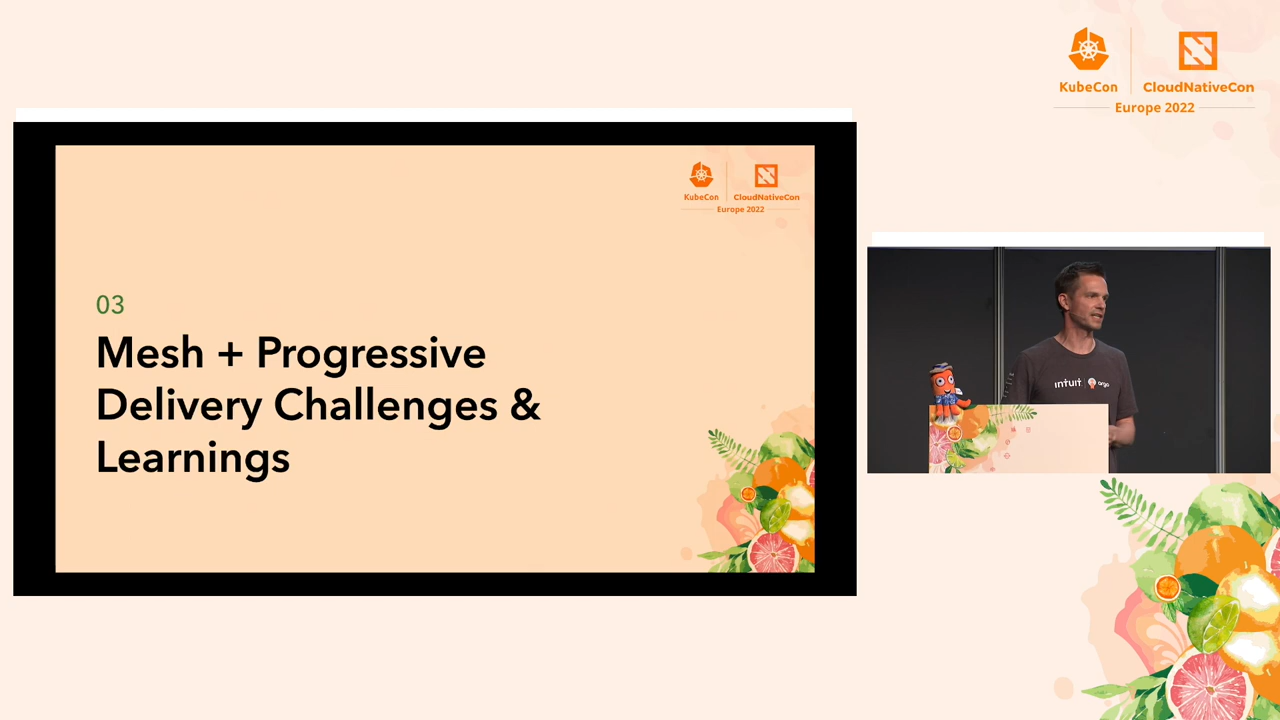 KubeCon
CloudNativeCon
Europe 2022
KubeCon
CloudNativeCon
Europe 2022
03
Mesh + Progressive
Delivery Challenges &
Learnings
intuit
argo